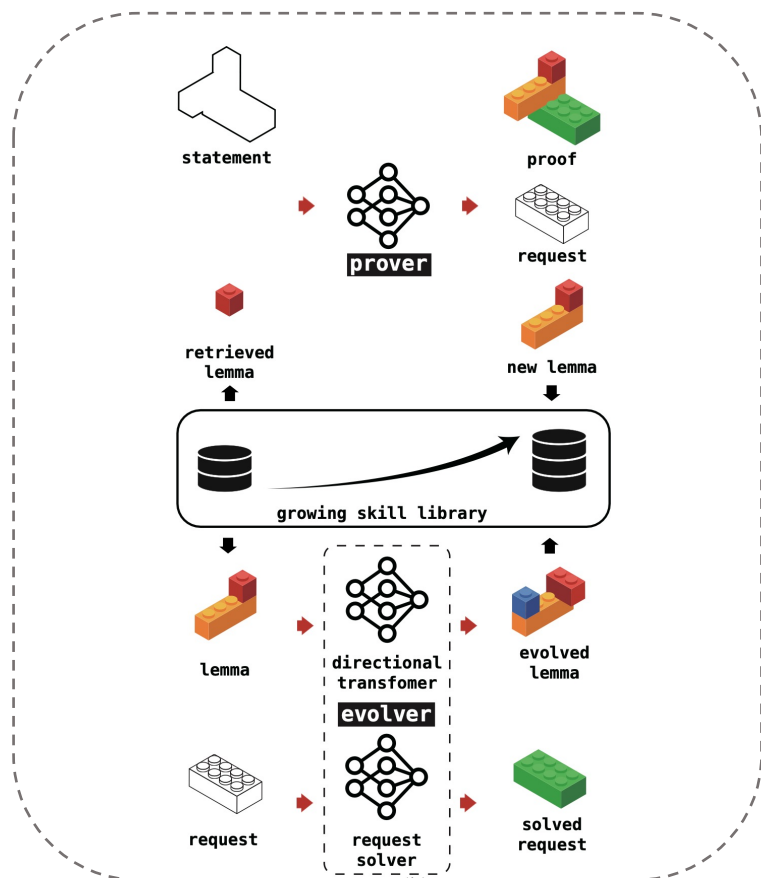 statement
proof
prover
request
retrieved
lemma
new lemma
growing skill library
lemma
directional
transfomer
evolved
lemma
evolver
request
request
solver
solved
request